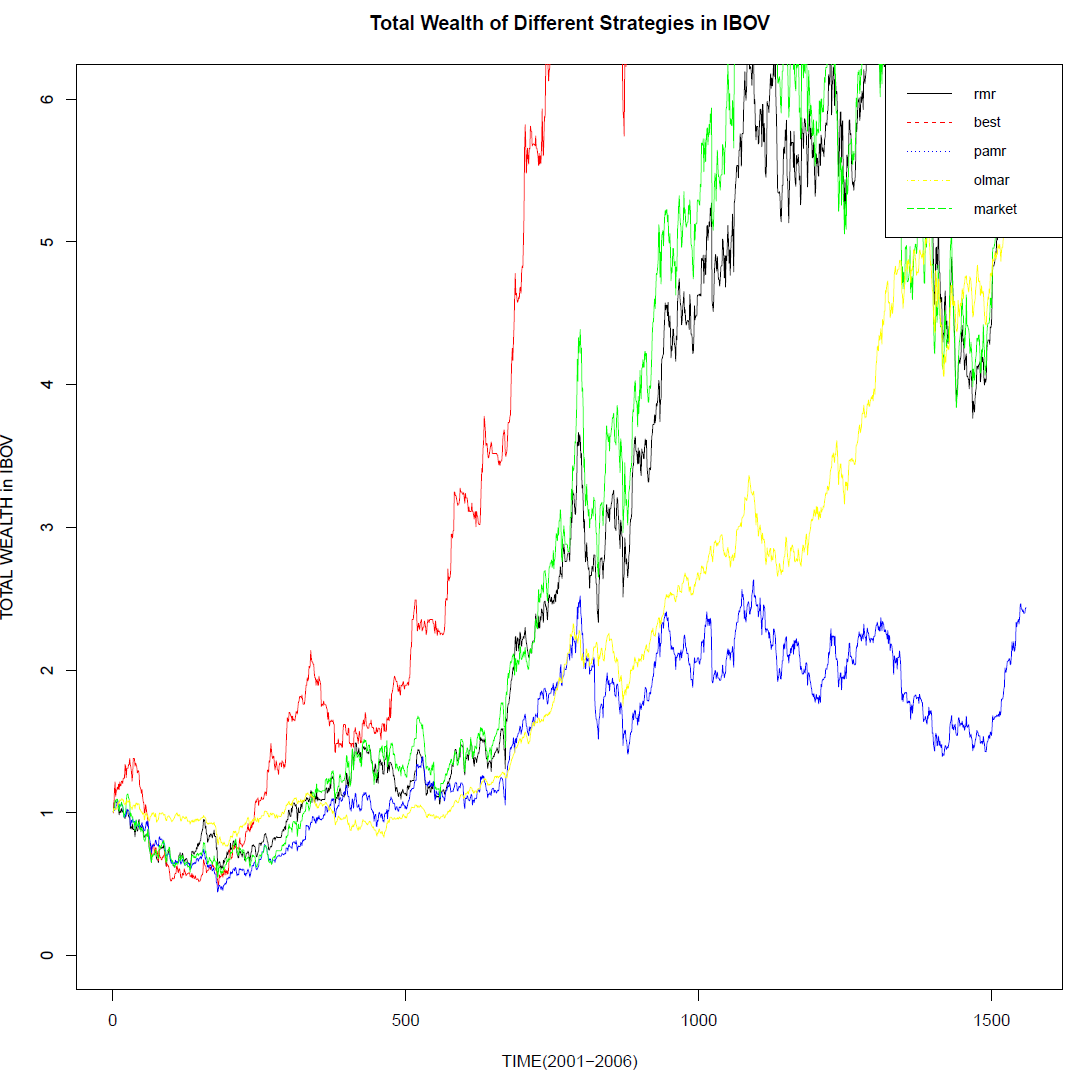 Total Wealth of Different Strategies in IBOV
TOTAL WEALTH in IBOV
6
5
4
3
2
1
0
rmr
best
pamr
olmar
market
0
500
1000
1500
TIME(2001−2006)